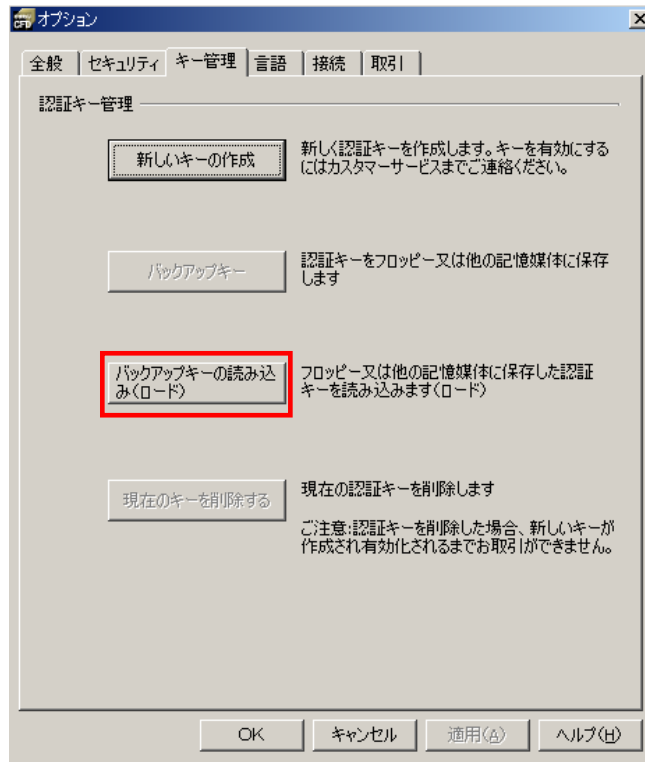 CFD
オプション
全般 セキュリティ キー管理 言語 接続 取引
認証キー管理
新しいキーの作成
新しく認証キーを作成します。キーを有効にする
にはカスタマーサービスまでご連絡ください。
バックアップキー
認証キーをフロッピー又は他の記憶媒体に保存
します
バックアップキーの読み込
み(ロード)
フロッピー又は他の記憶媒体に保存した認証
キーを読み込みます(ロード)
現在のキーを削除する
現在の認証キーを削除します
ご注意:認証キーを削除した場合、新しいキーが
作成され有効化されるまでお取引ができません。
OK キャンセル 適用(A) ヘルプ(H)